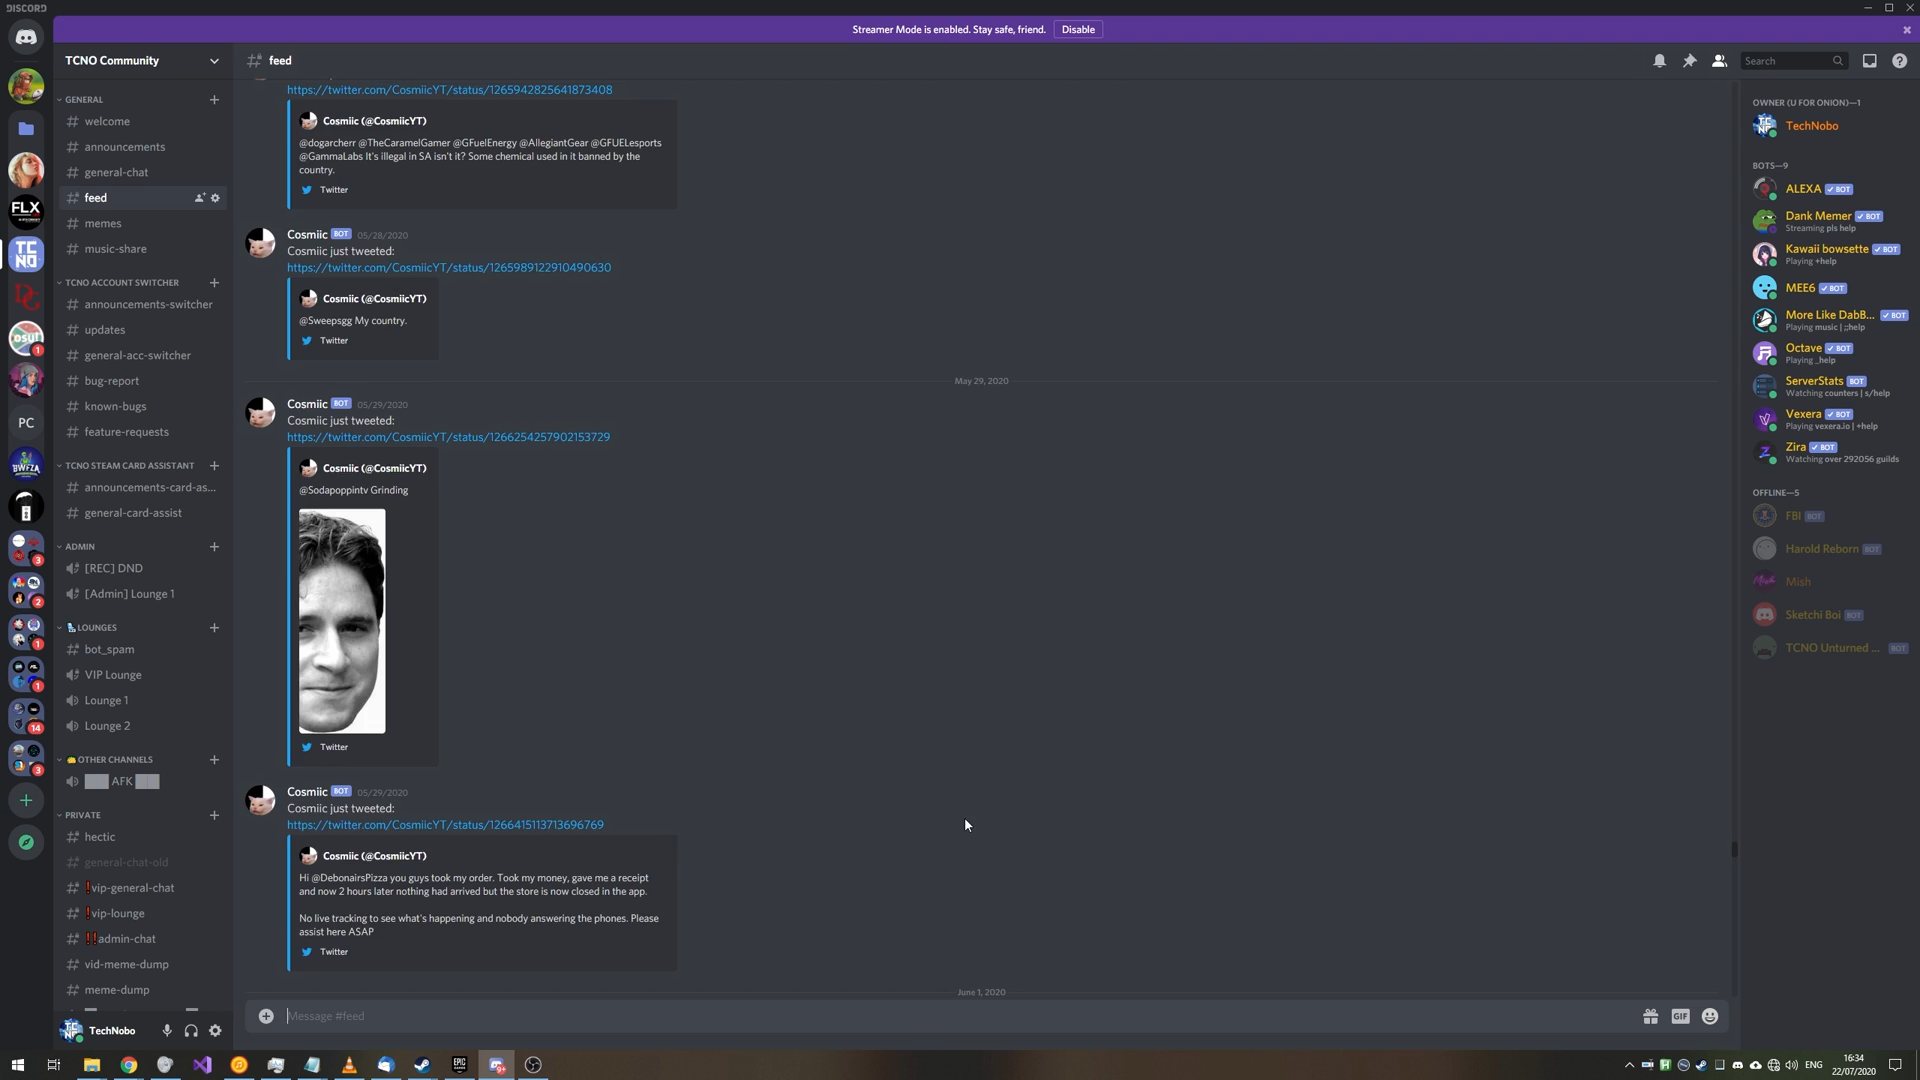 DISCORD
Streamer Mode is enabled. Stay safe, friend.
Disable
TCNO Community
feed
Search
GENERAL
welcome
announcements
general-chat
feed
memes
music-share
TCNO ACCOUNT SWITCHER
announcements-switcher
updates
general-acc-switcher
bug-report
known-bugs
feature-requests
TCNO STEAM CARD ASSISTANT
announcements-card-as...
general-card-assist
ADMIN
[REC] DND
[Admin] Lounge 1
LOUNGES
bot_spam
VIP Lounge
Lounge 1
Lounge 2
OTHER CHANNELS
AFK
PRIVATE
hectic
general-chat-old
❗vip-general-chat
❗vip-lounge
❗❗admin-chat
vid-meme-dump
meme-dump
TechNobo
FLX
TCNO
osu!
1
PC
BWFZA
3
2
1
1
14
3
https://twitter.com/CosmiicYT/status/1265942825641873408
Cosmiic (@CosmiicYT)
@dogarcherr @TheCaramelGamer @GFuelEnergy @AllegiantGear @GFUELesports
@GammaLabs It's illegal in SA isn't it? Some chemical used in it banned by the
country.
Twitter
Cosmiic BOT 05/28/2020
Cosmiic just tweeted:
https://twitter.com/CosmiicYT/status/1265989122910490630
Cosmiic (@CosmiicYT)
@Sweepsgg My country.
Twitter
May 29, 2020
Cosmiic BOT 05/29/2020
Cosmiic just tweeted:
https://twitter.com/CosmiicYT/status/1266254257902153729
Cosmiic (@CosmiicYT)
@Sodapoppintv Grinding
Twitter
Cosmiic BOT 05/29/2020
Cosmiic just tweeted:
https://twitter.com/CosmiicYT/status/1266415113713696769
Cosmiic (@CosmiicYT)
Hi @DebonairsPizza you guys took my order. Took my money, gave me a receipt
and now 2 hours later nothing had arrived but the store is now closed in the app.
No live tracking to see what's happening and nobody answering the phones. Please
assist here ASAP
Twitter
June 1, 2020
Message #feed
GIF
OWNER (U FOR ONION)—1
TechNobo
BOTS—9
ALEXA BOT
Dank Memer BOT
Streaming pls help
Kawaii bowsette BOT
Playing +help
MEE6 BOT
More Like DabB... BOT
Playing music | ;;help
Octave BOT
Playing _help
ServerStats BOT
Watching counters | s/help
Vexera BOT
Playing vexera.io | +help
Zira BOT
Watching over 292056 guilds
OFFLINE—5
FBI BOT
Harold Reborn BOT
Mish
Sketchi Boi BOT
TCNO Unturned ... BOT
EPIC
9+
ENG
16:34
22/07/2020